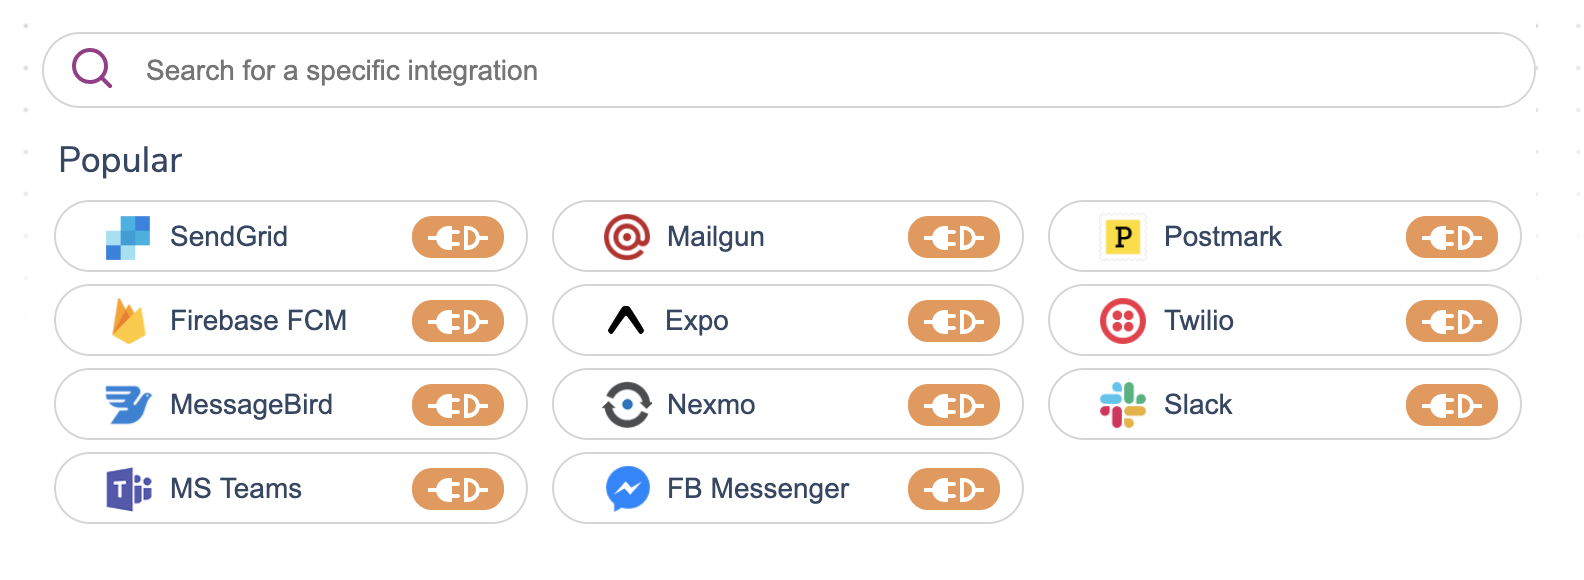 Search for a specific integration
Popular
SendGrid
Mailgun
P Postmark
Firebase FCM
Expo
Twilio
MessageBird
Nexmo
Slack
T MS Teams
FB Messenger